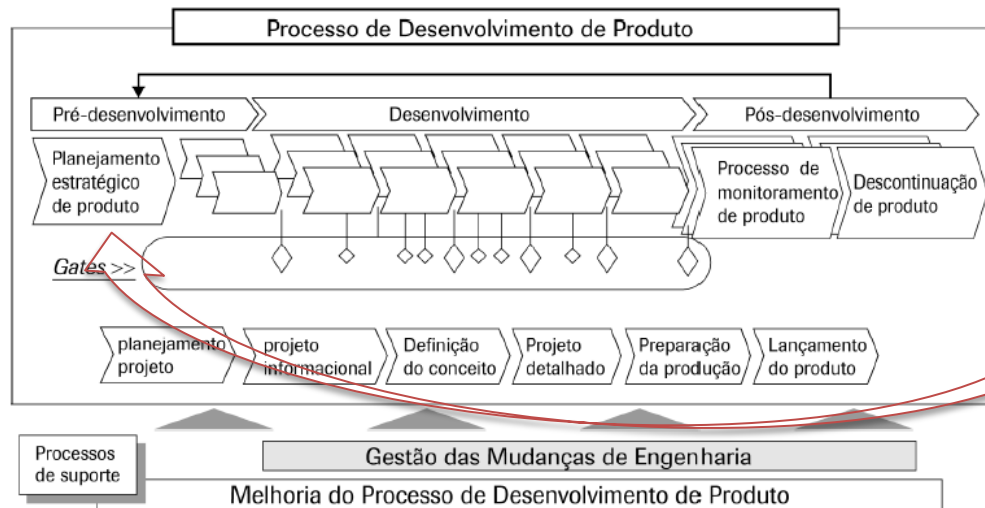 Processo de Desenvolvimento de Produto
Pré-desenvolvimento
Desenvolvimento
Pós-desenvolvimento
Planejamento
estratégico
de produto
Processo de
monitoramento
de produto
Descontinuação
de produto
Gates >>
planejamento
projeto
projeto
informacional
Definição
do conceito
Projeto
detalhado
Preparação
da produção
Lançamento
do produto
Processos
de suporte
Gestão das Mudanças de Engenharia
Melhoria do Processo de Desenvolvimento de Produto